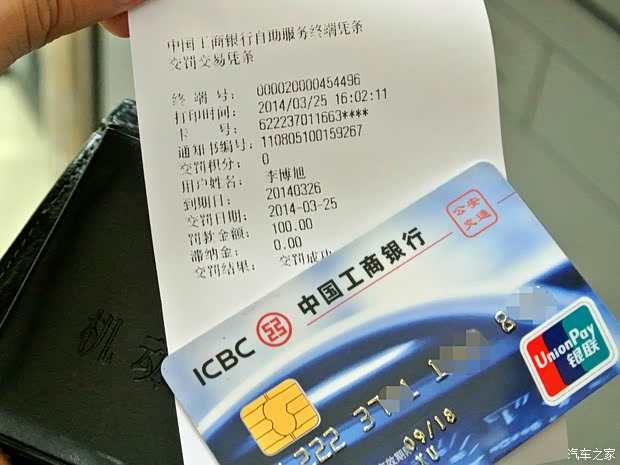 中国工商银行自助服务终端凭条
交罚交易凭条
终 端 号： 000020000454496
打印时间： 2014/03/25 16:02:11
卡 号： 622237011663****
通知书编号： 110805100159267
交罚积分： 0
用户姓名： 李博旭
到期日： 20140326
交罚日期： 2014-03-25
罚款金额： 100.00
滞纳金： 0.00
交罚结果： 交罚成功
公安
交通
ICBC 中国工商银行
UnionPay
银联
09/18
汽车之家